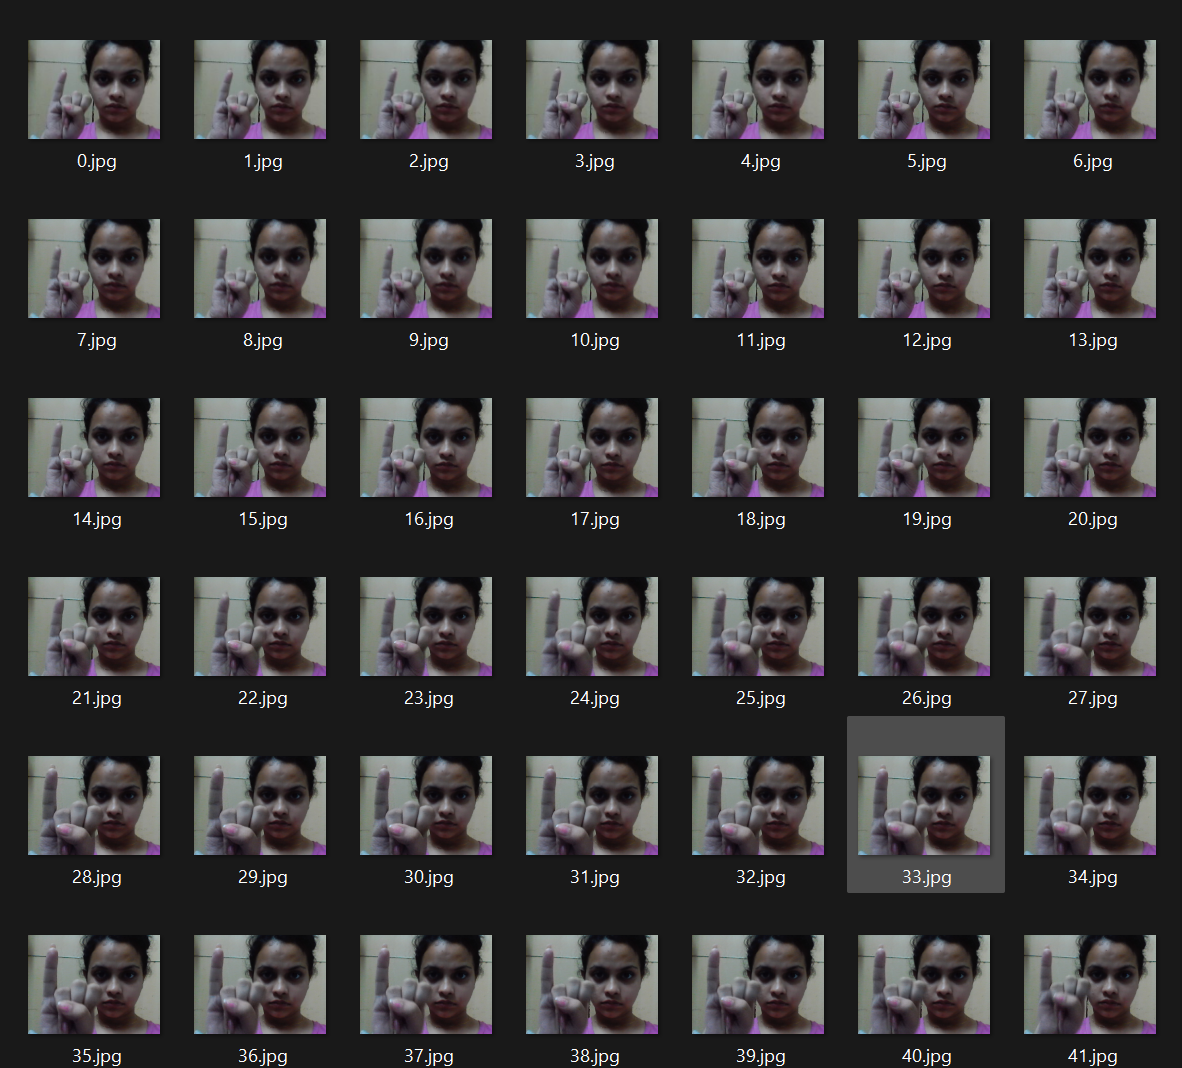 0.jpg 1.jpg 2.jpg 3.jpg 4.jpg 5.jpg 6.jpg
7.jpg 8.jpg 9.jpg 10.jpg 11.jpg 12.jpg 13.jpg
14.jpg 15.jpg 16.jpg 17.jpg 18.jpg 19.jpg 20.jpg
21.jpg 22.jpg 23.jpg 24.jpg 25.jpg 26.jpg 27.jpg
28.jpg 29.jpg 30.jpg 31.jpg 32.jpg 33.jpg 34.jpg
35.jpg 36.jpg 37.jpg 38.jpg 39.jpg 40.jpg 41.jpg